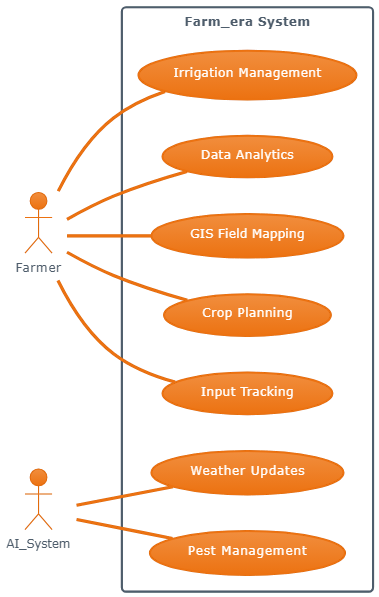 Farm_era System
Irrigation Management
Data Analytics
GIS Field Mapping
Farmer
Crop Planning
Input Tracking
Weather Updates
AI_System
Pest Management